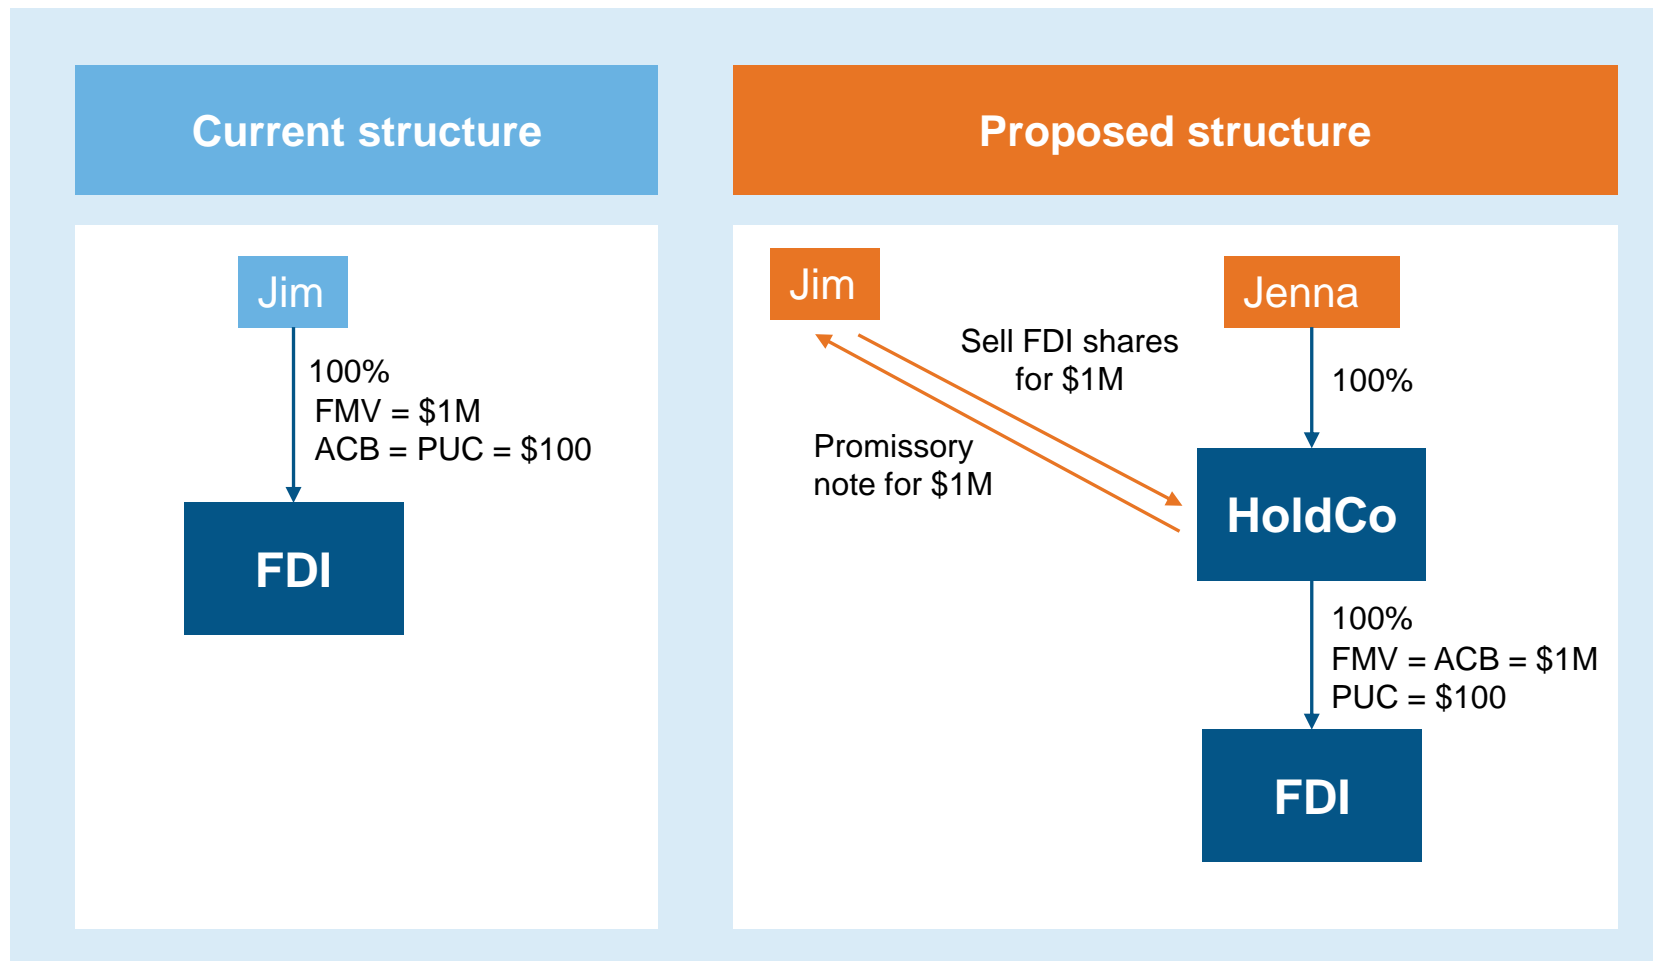 Current structure
Proposed structure
Jim
100%
FMV = $1M
ACB = PUC = $100
FDI
Jim
Jenna
Sell FDI shares
for $1M
100%
Promissory
note for $1M
HoldCo
100%
FMV = ACB = $1M
PUC = $100
FDI